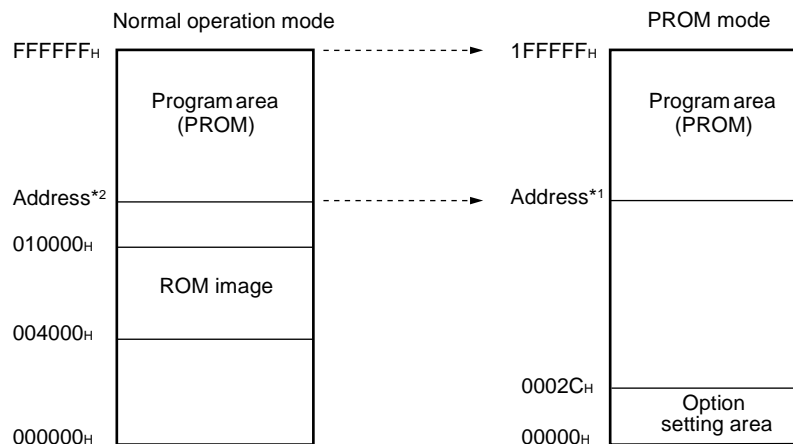 Normal operation mode
PROM mode
FFFFFFH
1FFFFFH
Program area
(PROM)
Program area
(PROM)
Address*2
Address*1
010000H
ROM image
004000H
0002CH
Option
setting area
000000H
00000H